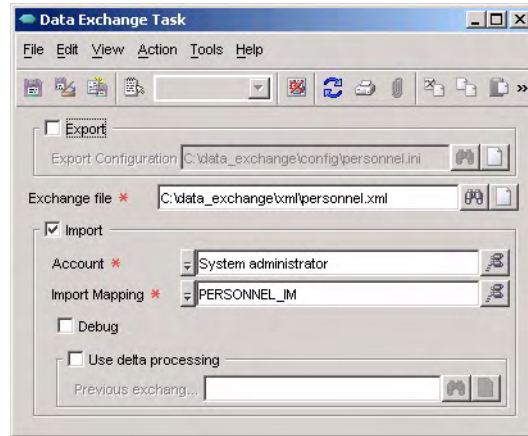 Data Exchange Task
File Edit View Action Tools Help
Export
Export Configuration C:\data_exchange\config\personnel.ini
Exchange file * C:\data_exchange\xml\personnel.xml
Import
Account * System administrator
Import Mapping * PERSONNEL_IM
Debug
Use delta processing
Previous exchang...